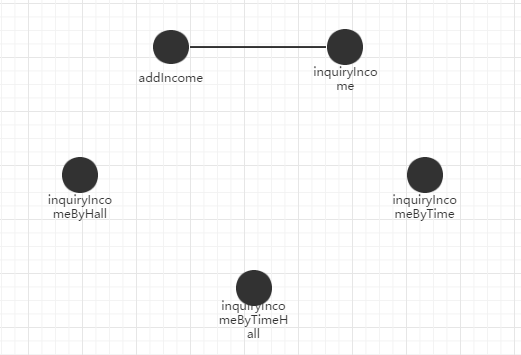 addIncome
inquiryInco
me
inquiryInco
meByHall
inquiryInco
meByTime
inquiryInco
meByTimeH
all